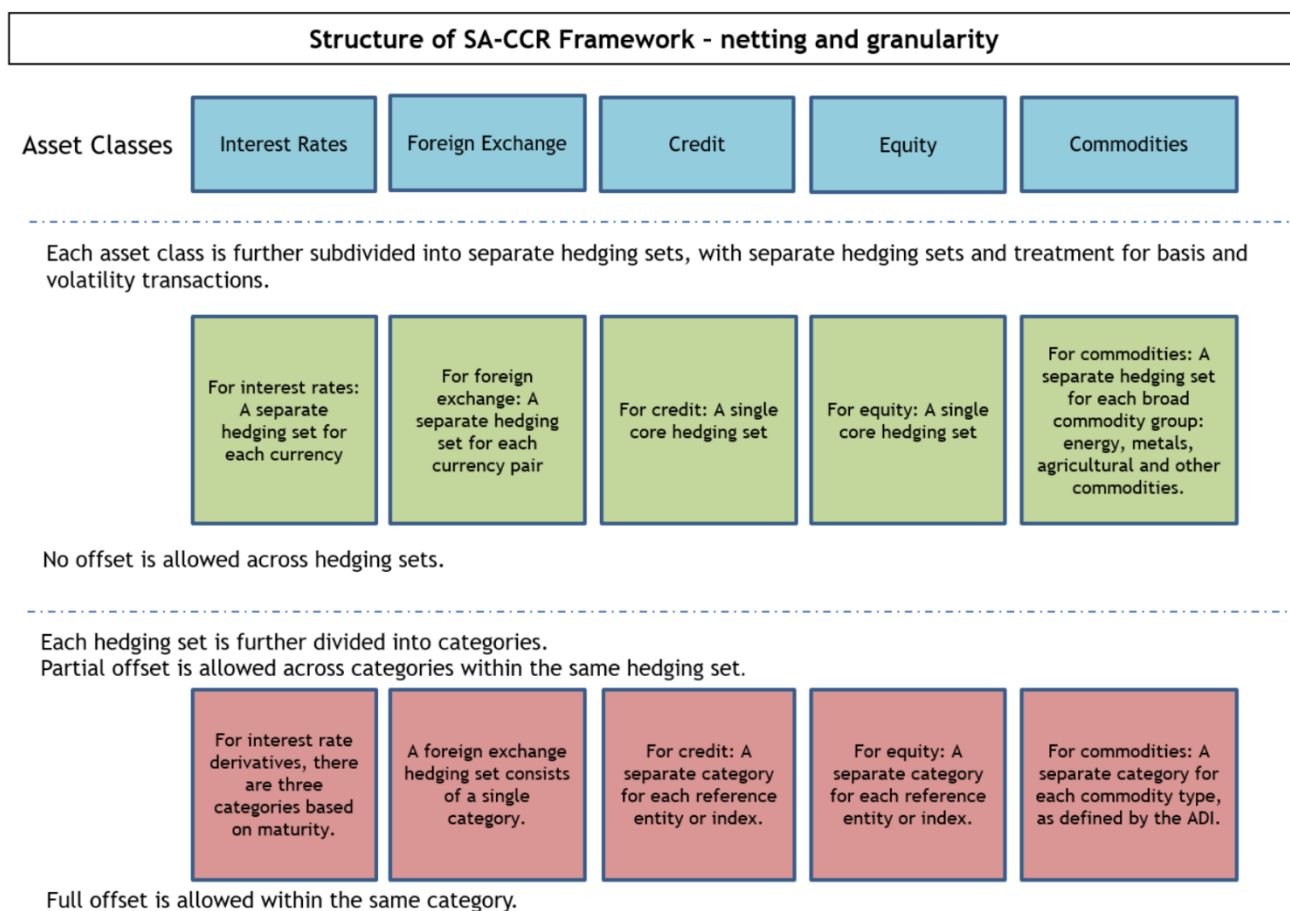 Structure of SA-CCR Framework - netting and granularity
Asset Classes
Interest Rates
Foreign Exchange
Credit
Equity
Commodities
Each asset class is further subdivided into separate hedging sets, with separate hedging sets and treatment for basis and
volatility transactions.
For interest rates:
A separate
hedging set for
each currency
For foreign
exchange: A
separate hedging
set for each
currency pair
For credit: A single
core hedging set
For equity: A single
core hedging set
For commodities: A
separate hedging set
for each broad
commodity group:
energy, metals,
agricultural and other
commodities.
No offset is allowed across hedging sets.
Each hedging set is further divided into categories.
Partial offset is allowed across categories within the same hedging set.
For interest rate
derivatives, there
are three
categories based
on maturity.
A foreign exchange
hedging set consists
of a single
category.
For credit: A
separate category
for each reference
entity or index.
For equity: A
separate category
for each reference
entity or index.
For commodities: A
separate category for
each commodity type,
as defined by the ADI.
Full offset is allowed within the same category.